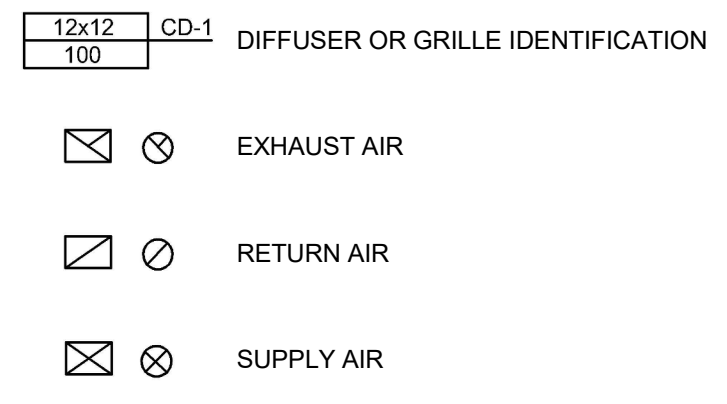 12x12 CD-1
100
DIFFUSER OR GRILLE IDENTIFICATION
EXHAUST AIR
RETURN AIR
SUPPLY AIR